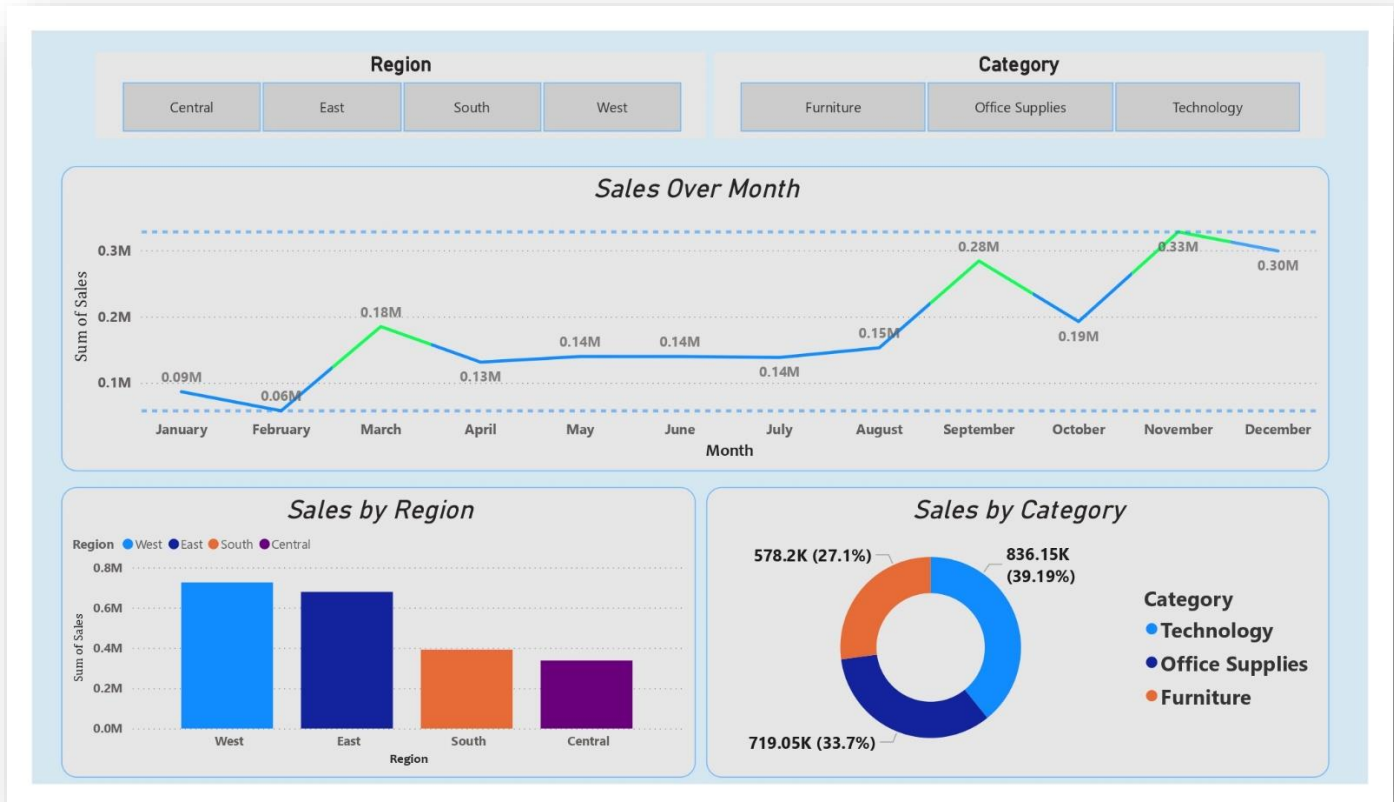 Region
Central East South West
Category
Furniture Office Supplies Technology
Sales Over Month
Sum of Sales
0.3M
0.2M
0.1M
0.09M 0.06M 0.18M 0.13M 0.14M 0.14M 0.14M 0.15M 0.28M 0.19M 0.33M 0.30M
January February March April May June July August September October November December
Month
Sales by Region
Region West East South Central
Sum of Sales
0.8M
0.6M
0.4M
0.2M
0.0M
West East South Central
Region
Sales by Category
578.2K (27.1%)
836.15K
(39.19%)
719.05K (33.7%)
Category
Technology
Office Supplies
Furniture